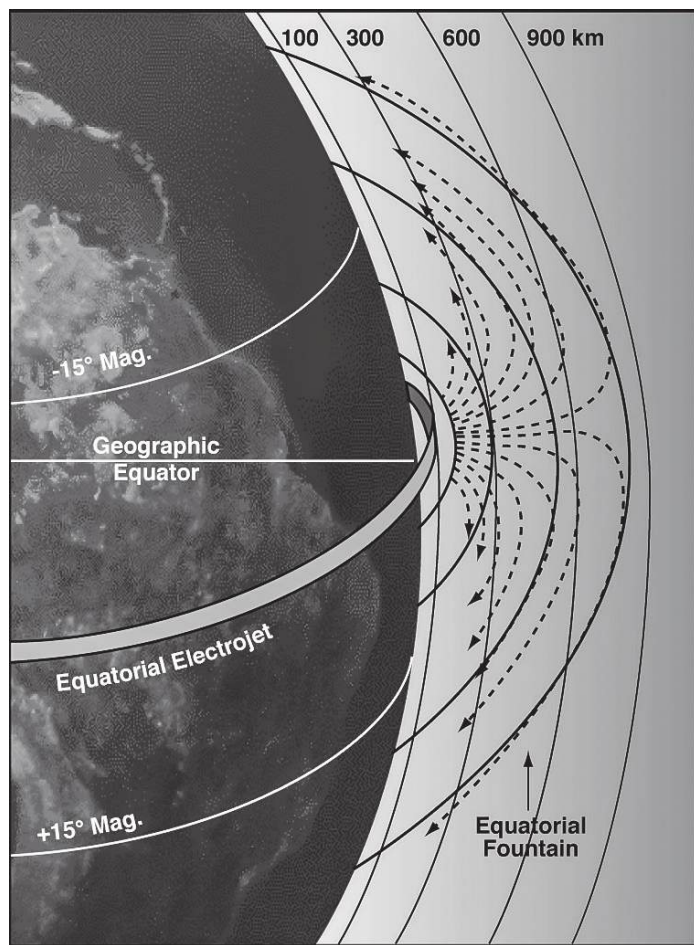 100 300 600 900 km
-15° Mag.
Geographic
Equator
Equatorial Electrojet
+15° Mag.
Equatorial
Fountain